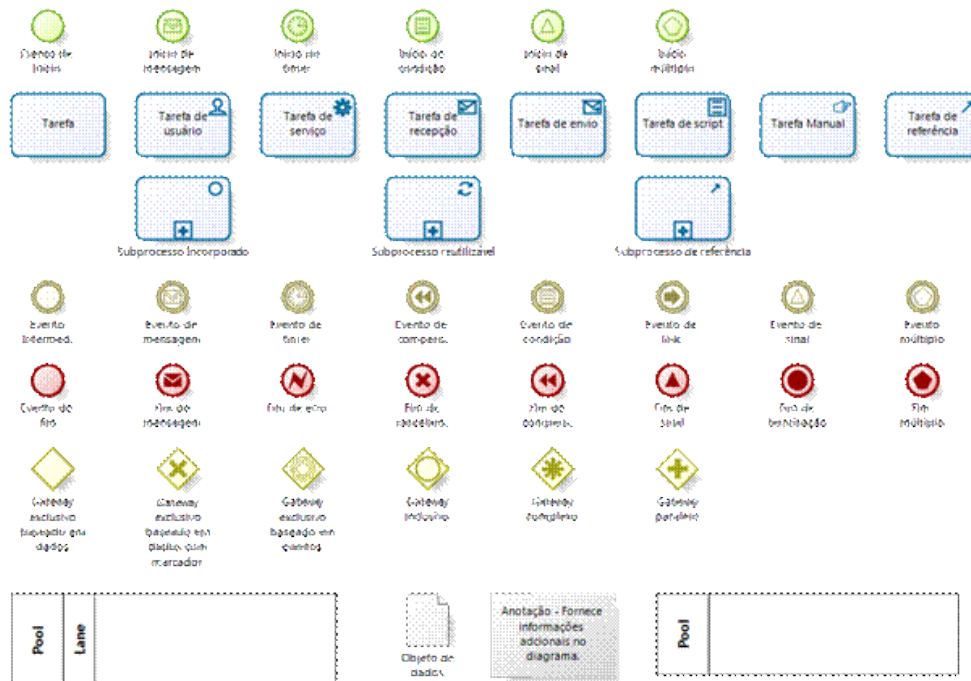 Evento de
Início
Início de
mensagem
Início de
timer
Início de
condição
Início de
sinal
Início
múltiplo
Tarefa
Tarefa de
usuário
Tarefa de
serviço
Tarefa de
recepção
Tarefa de envio
Tarefa de script
Tarefa Manual
Tarefa de
referência
Subprocesso Incorporado
Subprocesso reutilizável
Subprocesso de referência
Evento
Intermed.
Evento de
mensagem
Evento de
timer
Evento de
compens.
Evento de
condição
Evento de
link
Evento de
sinal
Evento
múltiplo
Evento de
fim
Fim de
mensagem
Fim de erro
Fim de
cancelam.
Fim de
compens.
Fim de
sinal
Fim de
terminação
Fim
múltiplo
Gateway
exclusivo
baseado em
dados
Gateway
exclusivo
baseado em
dados com
marcador
Gateway
exclusivo
baseado em
eventos
Gateway
inclusivo
Gateway
complexo
Gateway
paralelo
Pool
Lane
Objeto de
dados
Anotação - Fornece
informações
adcionais no
diagrama.
Pool